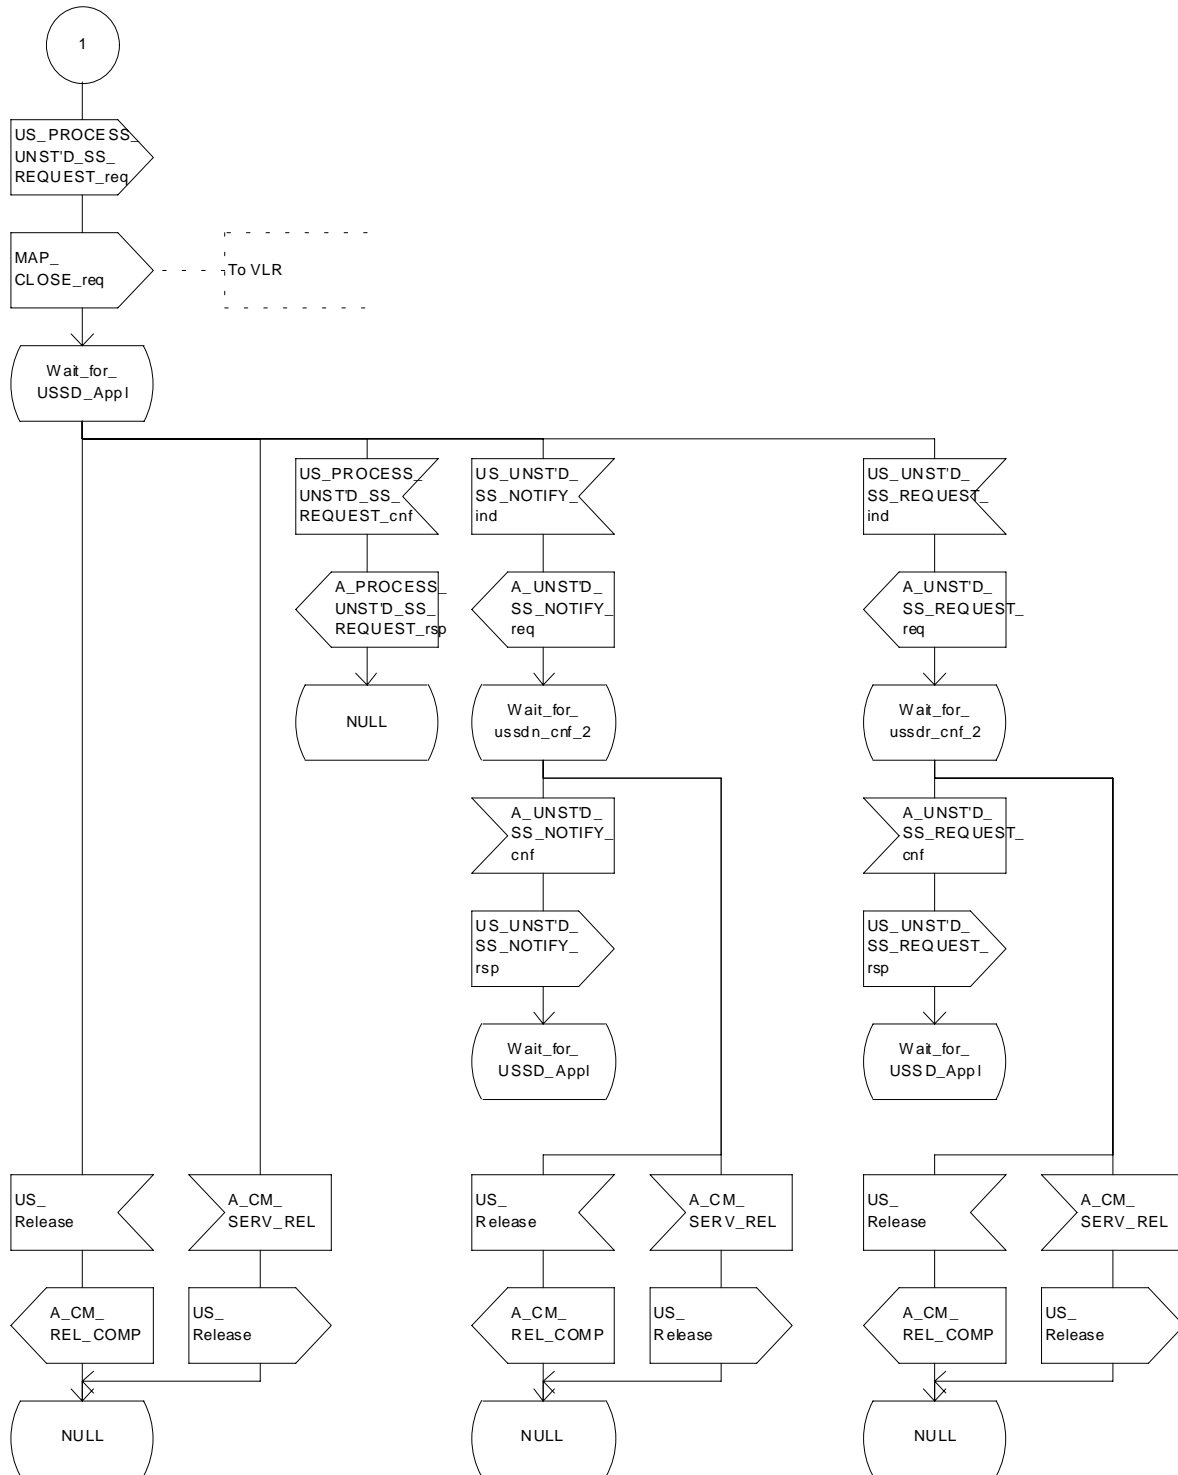 1
US_PROCESS_
UNST'D_SS_
REQUEST_req
MAP_
CLOSE_req
To VLR
Wait_for_
USSD_Appl
US_PROCESS_
UNST'D_SS_
REQUEST_cnf
US_UNST'D_
SS_NOTIFY_
ind
US_UNST'D_
SS_REQUEST_
ind
A_PROCESS_
UNST'D_SS_
REQUEST_rsp
A_UNST'D_
SS_NOTIFY_
req
A_UNST'D_
SS_REQUEST_
req
NULL
Wait_for_
ussdn_cnf_2
Wait_for_
ussdr_cnf_2
A_UNST'D_
SS_NOTIFY_
cnf
A_UNST'D_
SS_REQUEST_
cnf
US_UNST'D_
SS_NOTIFY_
rsp
US_UNST'D_
SS_REQUEST_
rsp
Wait_for_
USSD_Appl
Wait_for_
USSD_Appl
US_
Release
A_CM_
SERV_REL
US_
Release
A_CM_
SERV_REL
US_
Release
A_CM_
SERV_REL
A_CM_
REL_COMP
US_
Release
A_CM_
REL_COMP
US_
Release
A_CM_
REL_COMP
US_
Release
NULL
NULL
NULL